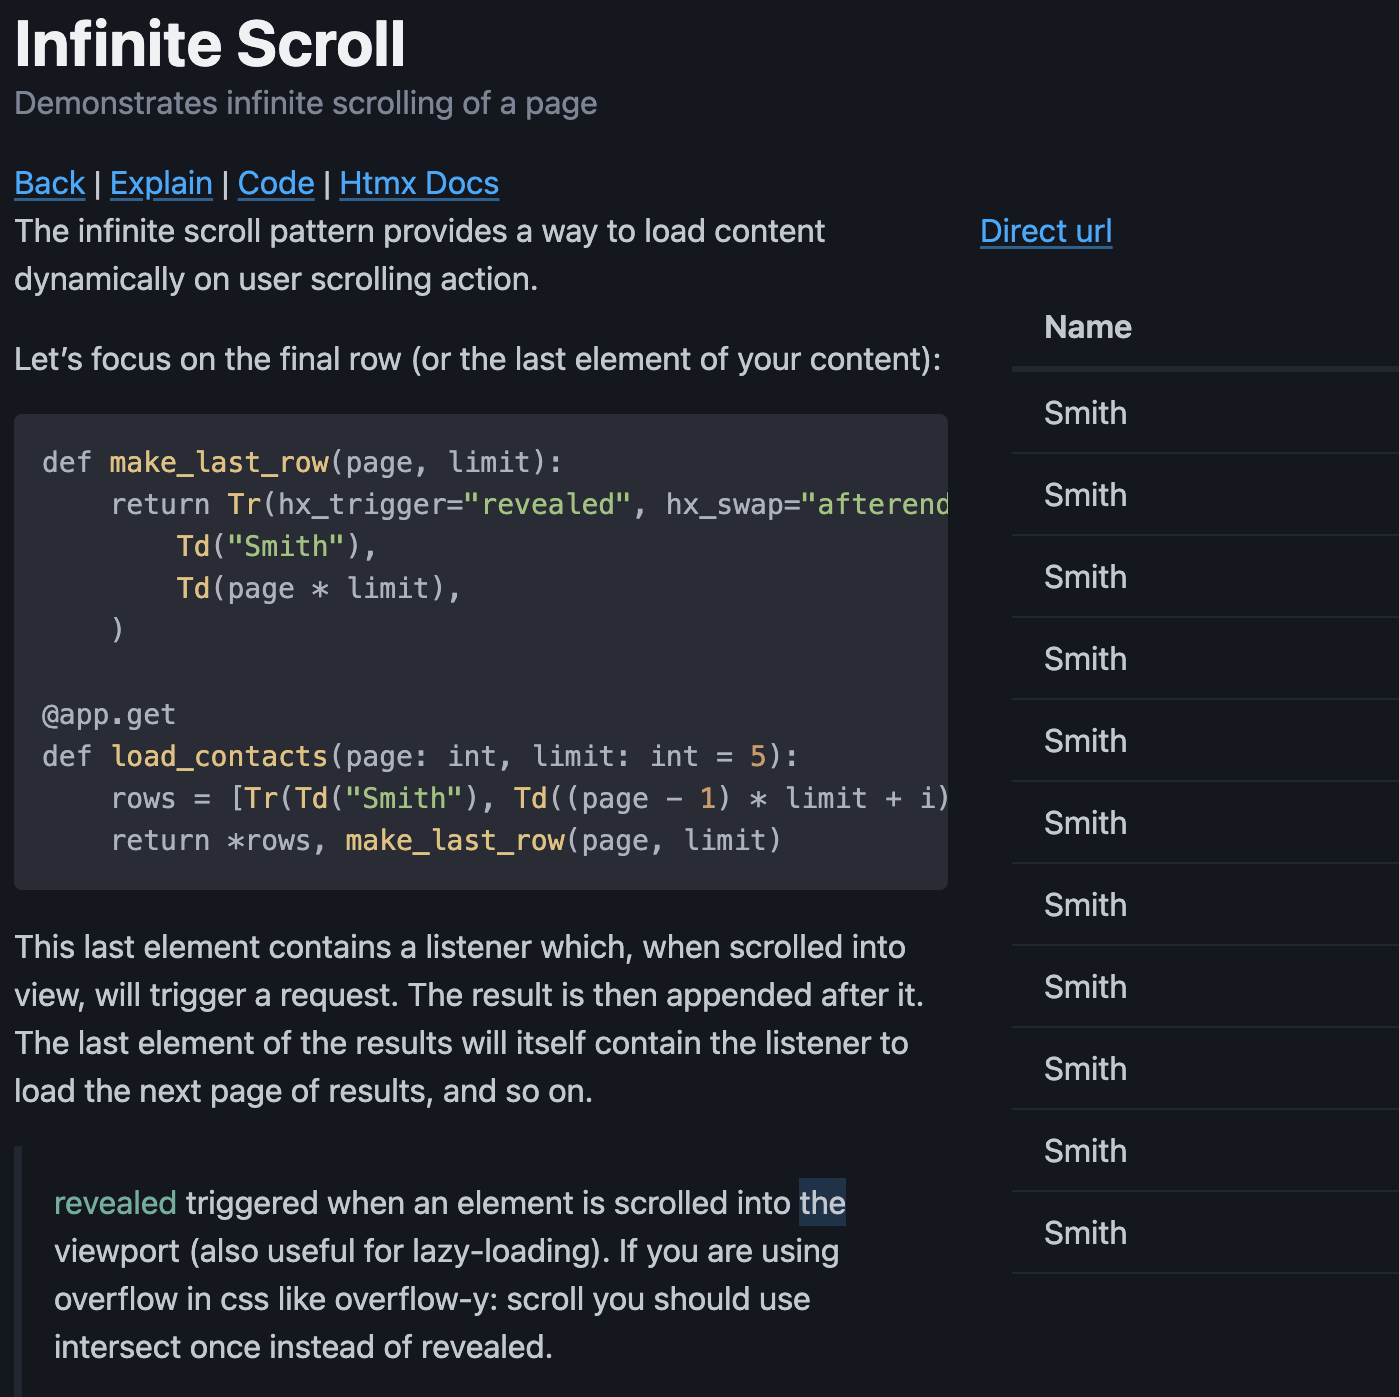 Infinite Scroll
Demonstrates infinite scrolling of a page
Back | Explain | Code | Htmx Docs
The infinite scroll pattern provides a way to load content
dynamically on user scrolling action.
Let’s focus on the final row (or the last element of your content):
def make_last_row(page, limit):
    return Tr(hx_trigger="revealed", hx_swap="afterend
        Td("Smith"),
        Td(page * limit),
    )
@app.get
def load_contacts(page: int, limit: int = 5):
    rows = [Tr(Td("Smith"), Td((page - 1) * limit + i)
    return *rows, make_last_row(page, limit)
This last element contains a listener which, when scrolled into
view, will trigger a request. The result is then appended after it.
The last element of the results will itself contain the listener to
load the next page of results, and so on.
revealed triggered when an element is scrolled into the
viewport (also useful for lazy-loading). If you are using
overflow in css like overflow-y: scroll you should use
intersect once instead of revealed.
Direct url
Name
Smith
Smith
Smith
Smith
Smith
Smith
Smith
Smith
Smith
Smith
Smith